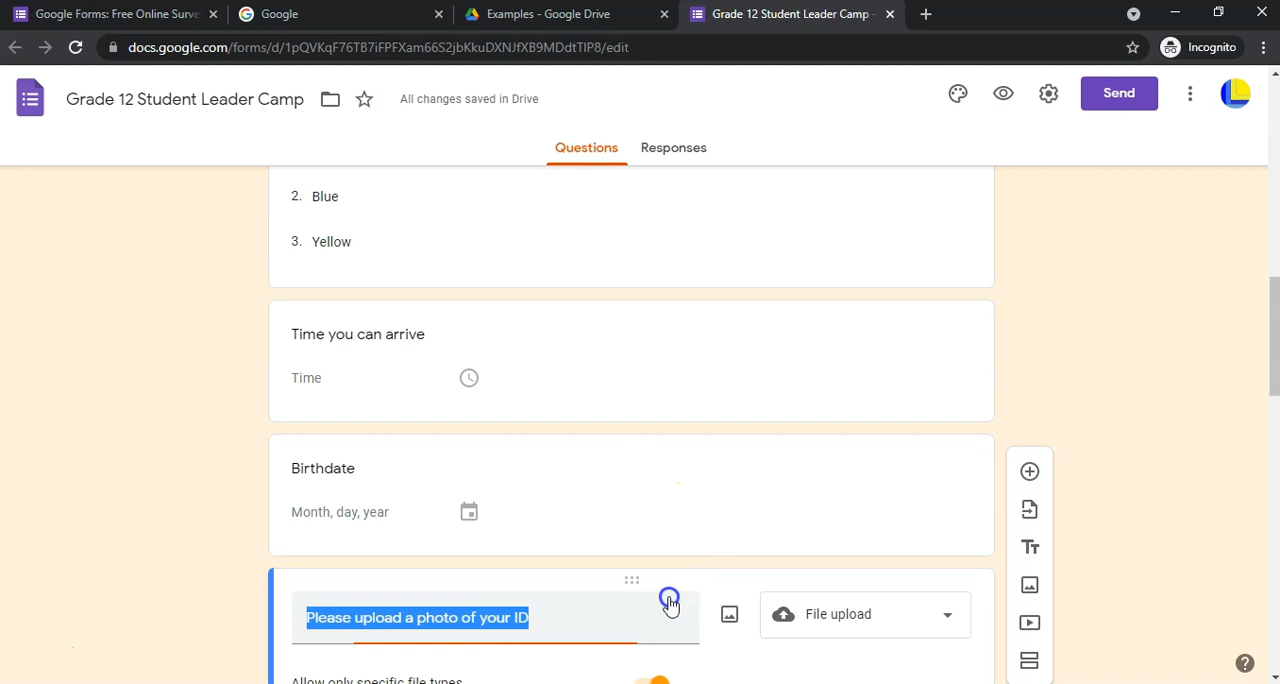 Google Forms: Free Online Surve
Google
Examples - Google Drive
Grade 12 Student Leader Camp -
docs.google.com/forms/d/1pQVKqF76TB7iFPFXam66S2jbKkuDXNJfXB9MDdtTIP8/edit
Incognito
Grade 12 Student Leader Camp
All changes saved in Drive
Send
Questions
Responses
2. Blue
3. Yellow
Time you can arrive
Time
Birthdate
Month, day, year
Tт
Please upload a photo of your ID
File upload
Allow only specific file types